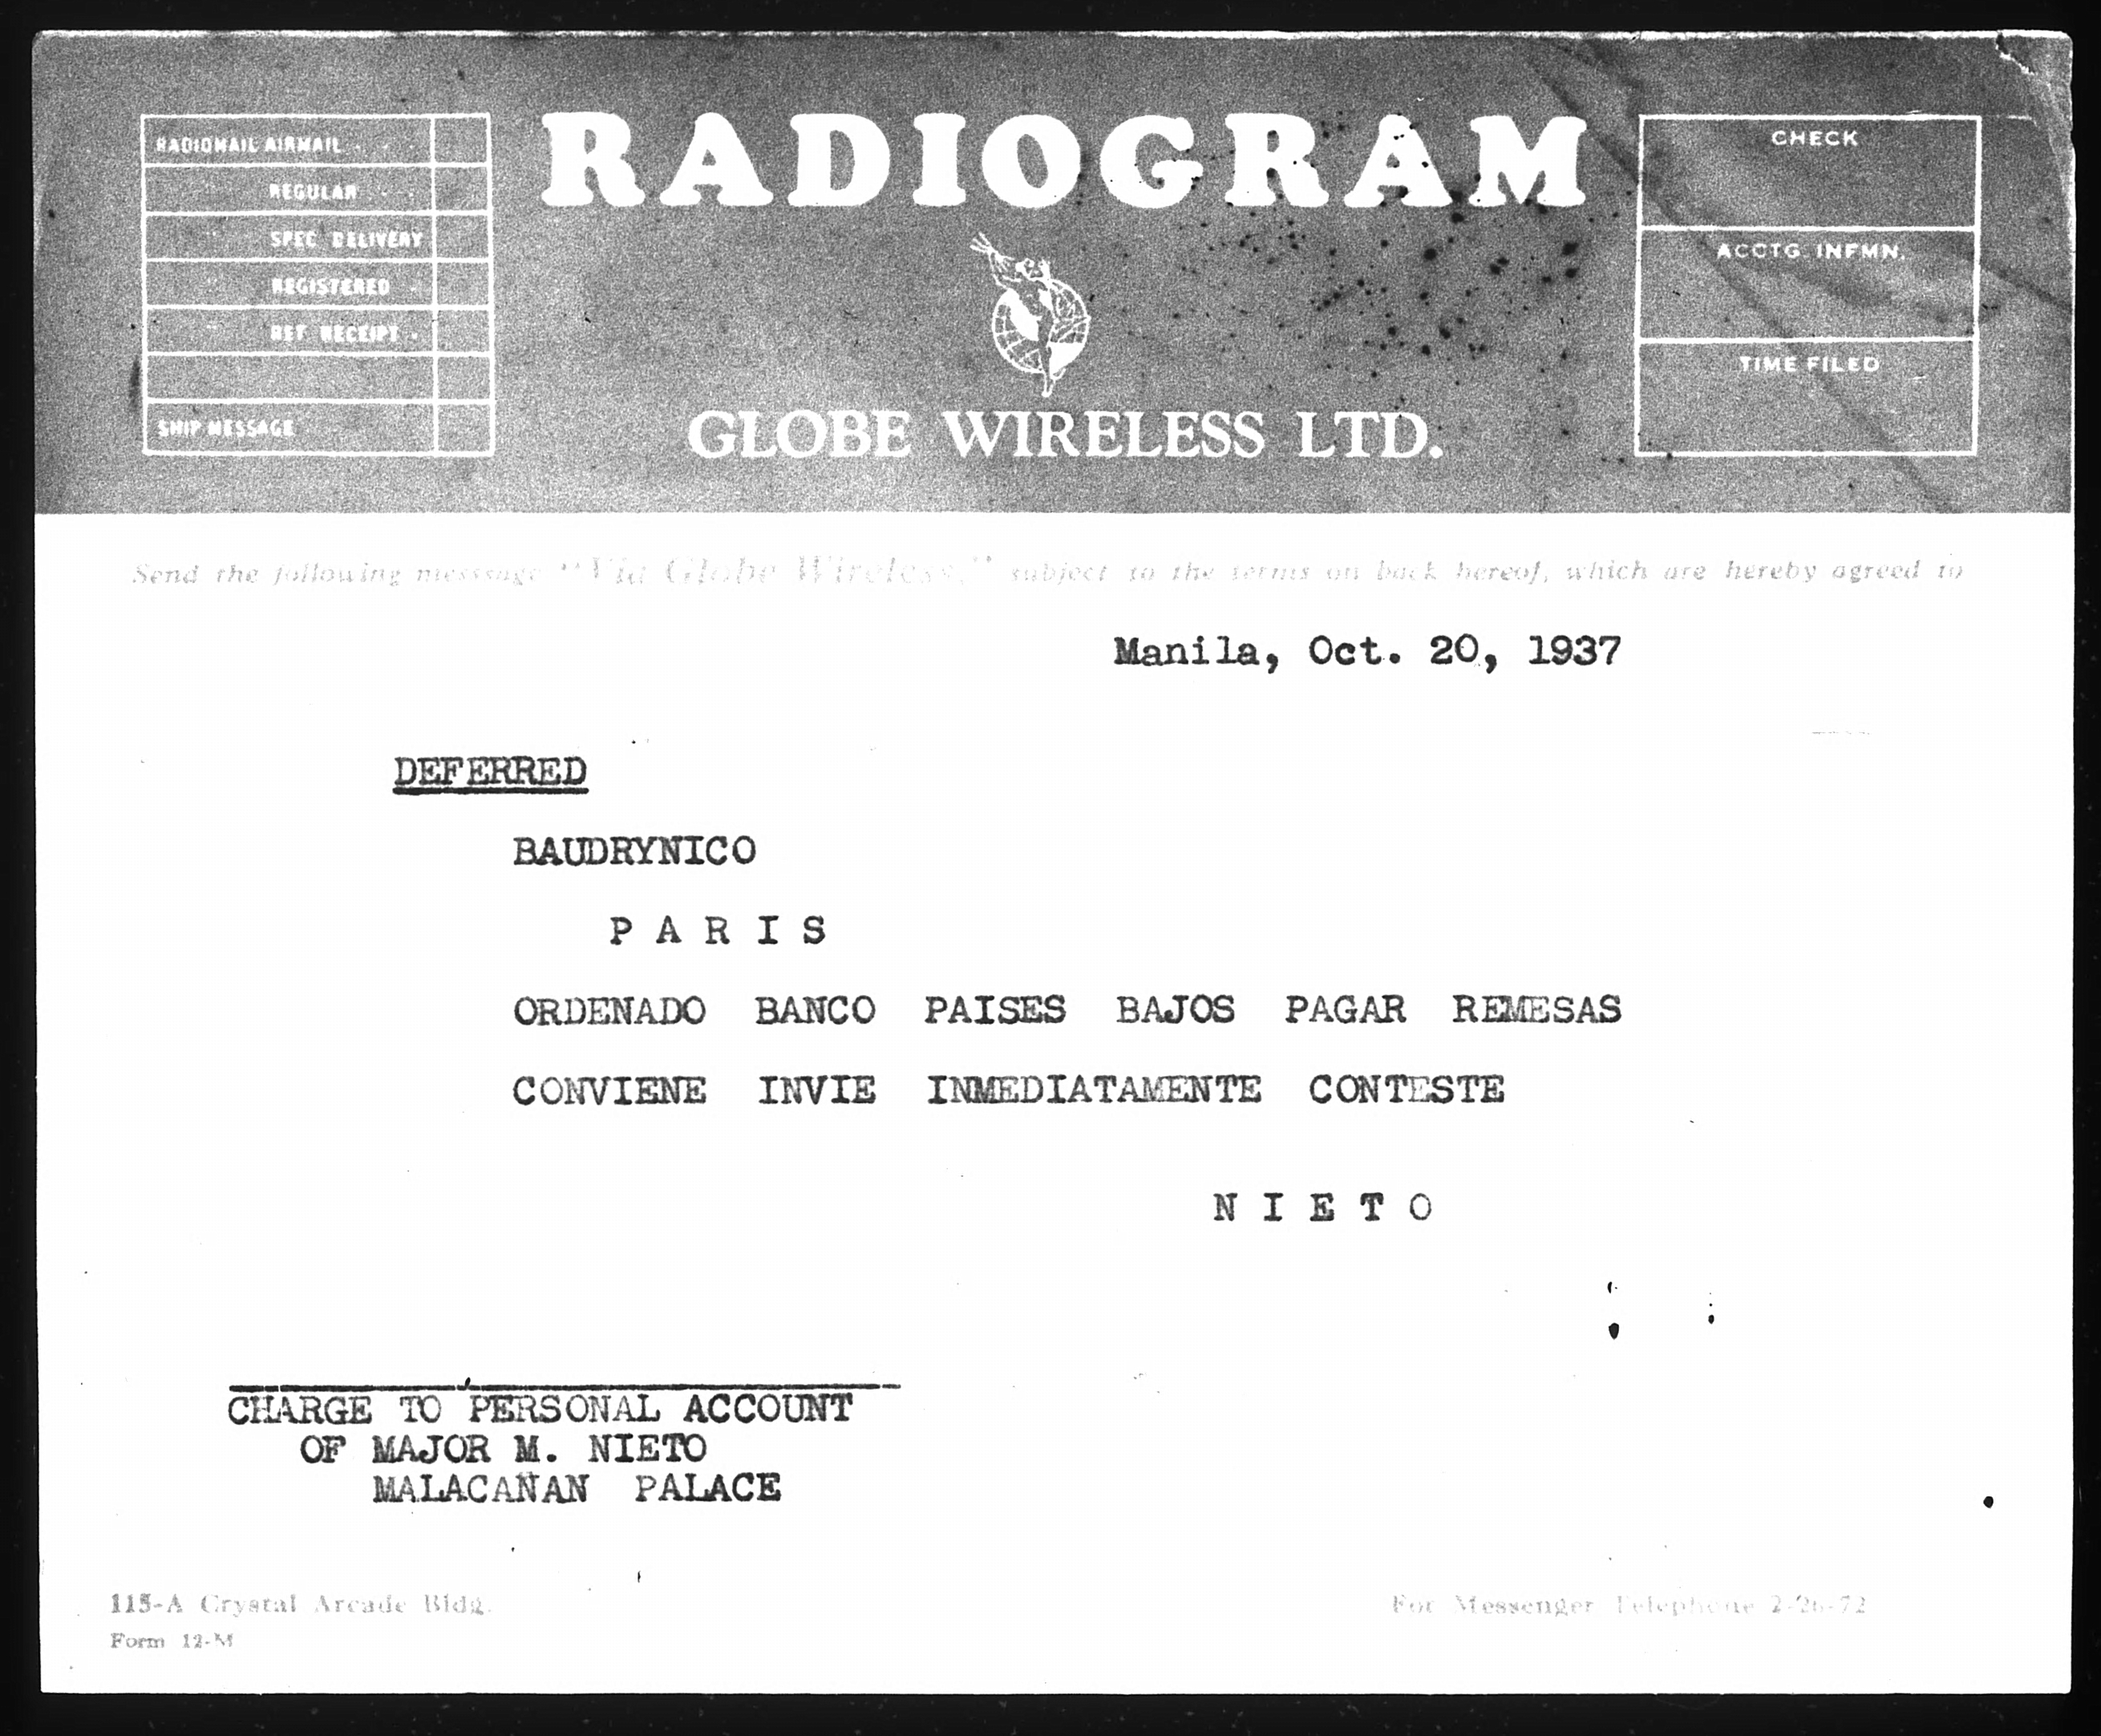 RADIOGRAM
RADIOMAIL AIRMAIL
" REGULAR
" SPEC DELIVERY
" REGISTERED
" RET RECEIPT
SHIP MESSAGE
CHECK
ACCTG. INFMN.
TIME FILED
GLOBE WIRELESS LTD.
Send the following message "Via Globe Wireless," subject to the terms on back hereof, which are hereby agreed to
Manila, Oct. 20, 1937
DEFERRED
BAUDRYNICO
P A R I S
ORDENADO BANCO PAISES BAJOS PAGAR REMESAS
CONVIENE INVIE INMEDIATAMENTE CONTESTE
N I E T O
CHARGE TO PERSONAL ACCOUNT
OF MAJOR M. NIETO
MALACAÑAN PALACE
115-A Crystal Arcade Bldg.
For Messenger Telephone 2-26-72
Form 12-M